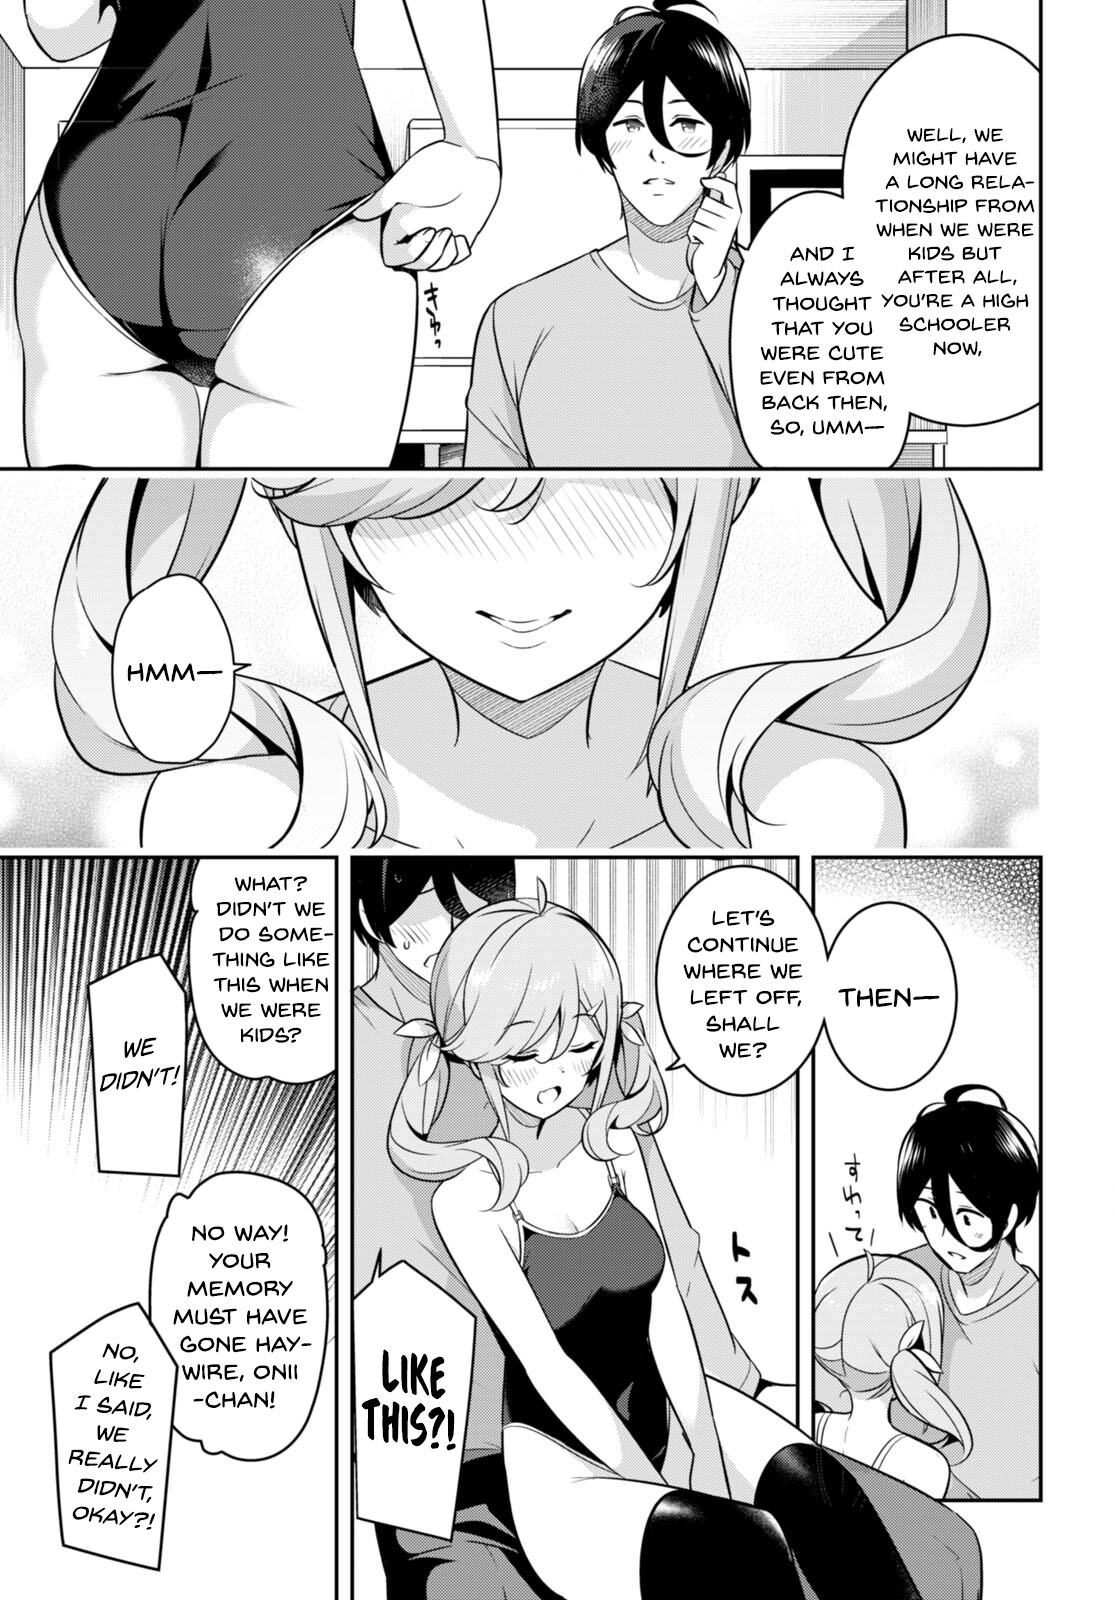 WELL, WE
MIGHT HAVE
A LONG RELA-
TIONSHIP FROM
WHEN WE WERE
KIDS BUT
AFTER ALL,
YOU'RE A HIGH
SCHOOLER
NOW,
AND I
ALWAYS
THOUGHT
THAT YOU
WERE CUTE
EVEN FROM
BACK THEN,
SO, UMM—
きゅっ
HMM—
THEN—
すわって
LET'S
CONTINUE
WHERE WE
LEFT OFF,
SHALL
WE?
トス
LIKE
THIS?!
WHAT?
DIDN'T WE
DO SOME-
THING LIKE
THIS WHEN
WE WERE
KIDS?
WE
DIDN'T!
NO WAY!
YOUR
MEMORY
MUST HAVE
GONE HAY-
WIRE, ONII
-CHAN!
NO,
LIKE
I SAID,
WE
REALLY
DIDN'T,
OKAY?!